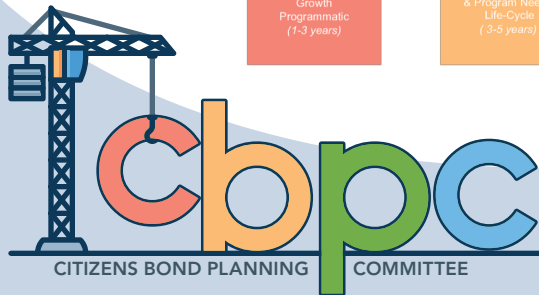 Growth
Programmatic
(1-3 years)
Life-Cycle
( 3-5 years)
cbpc
CITIZENS BOND PLANNING COMMITTEE